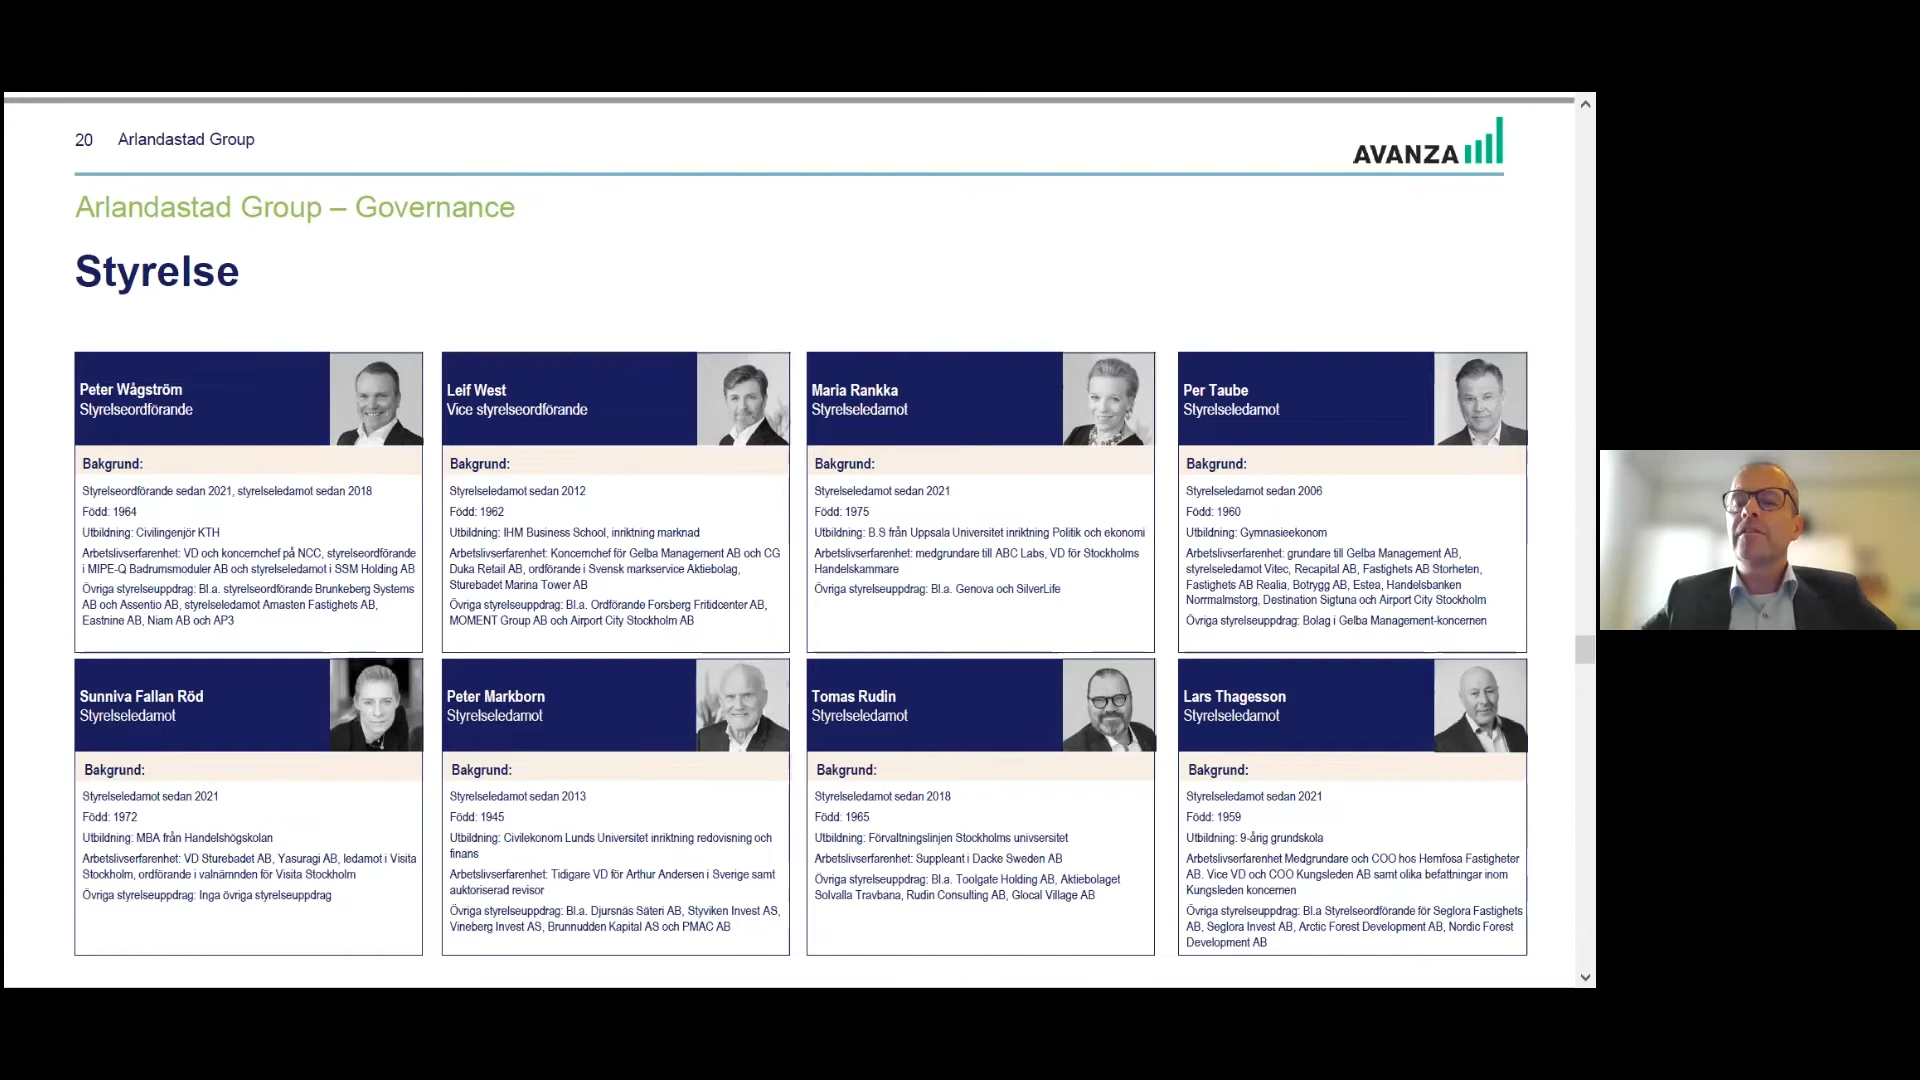 20 Arlandastad Group
AVANZA
Arlandastad Group – Governance
Styrelse
Peter Wågström
Styrelseordförande
Bakgrund:
Styrelseordförande sedan 2021, styrelseledamot sedan 2018
Född: 1964
Utbildning: Civilingenjör KTH
Arbetslivserfarenhet: VD och koncernchef på NCC, styrelseordförande
i MIPE-Q Badrumsmoduler AB och styrelseledamot i SSM Holding AB
Övriga styrelseuppdrag: Bl.a. styrelseordförande Brunkeberg Systems
AB och Assentio AB, styrelseledamot Amasten Fastighets AB,
Eastnine AB, Niam AB och AP3
Leif West
Vice styrelseordförande
Bakgrund:
Styrelseledamot sedan 2012
Född: 1962
Utbildning: IHM Business School, inriktning marknad
Arbetslivserfarenhet: Koncernchef för Gelba Management AB och CG
Duka Retail AB, ordförande i Svensk markservice Aktiebolag,
Sturebadet Marina Tower AB
Övriga styrelseuppdrag: Bl.a. Ordförande Forsberg Fritidcenter AB,
MOMENT Group AB och Airport City Stockholm AB
Maria Rankka
Styrelseledamot
Bakgrund:
Styrelseledamot sedan 2021
Född: 1975
Utbildning: B.S från Uppsala Universitet inriktning Politik och ekonomi
Arbetslivserfarenhet: medgrundare till ABC Labs, VD för Stockholms
Handelskammare
Övriga styrelseuppdrag: Bl.a. Genova och SilverLife
Per Taube
Styrelseledamot
Bakgrund:
Styrelseledamot sedan 2006
Född: 1960
Utbildning: Gymnasieekonom
Arbetslivserfarenhet: grundare till Gelba Management AB,
styrelseledamot Vitec, Recapital AB, Fastighets AB Storheten,
Fastighets AB Realia, Botrygg AB, Estea, Handelsbanken
Norrmalmstorg, Destination Sigtuna och Airport City Stockholm
Övriga styrelseuppdrag: Bolag i Gelba Management-koncernen
Sunniva Fallan Röd
Styrelseledamot
Bakgrund:
Styrelseledamot sedan 2021
Född: 1972
Utbildning: MBA från Handelshögskolan
Arbetslivserfarenhet: VD Sturebadet AB, Yasuragi AB, ledamot i Visita
Stockholm, ordförande i valnämnden för Visita Stockholm
Övriga styrelseuppdrag: Inga övriga styrelseuppdrag
Peter Markborn
Styrelseledamot
Bakgrund:
Styrelseledamot sedan 2013
Född: 1945
Utbildning: Civilekonom Lunds Universitet inriktning redovisning och
finans
Arbetslivserfarenhet: Tidigare VD för Arthur Andersen i Sverige samt
auktoriserad revisor
Övriga styrelseuppdrag: Bl.a. Djursnäs Säteri AB, Styviken Invest AS,
Vineberg Invest AS, Brunnudden Kapital AS och PMAC AB
Tomas Rudin
Styrelseledamot
Bakgrund:
Styrelseledamot sedan 2018
Född: 1965
Utbildning: Förvaltningslinjen Stockholms univsersitet
Arbetslivserfarenhet: Suppleant i Dacke Sweden AB
Övriga styrelseuppdrag: Bl.a. Toolgate Holding AB, Aktiebolaget
Solvalla Travbana, Rudin Consulting AB, Glocal Village AB
Lars Thagesson
Styrelseledamot
Bakgrund:
Styrelseledamot sedan 2021
Född: 1959
Utbildning: 9-årig grundskola
Arbetslivserfarenhet Medgrundare och COO hos Hemfosa Fastigheter
AB. Vice VD och COO Kungsleden AB samt olika befattningar inom
Kungsleden koncernen
Övriga styrelseuppdrag: Bl.a Styrelseordförande för Seglora Fastighets
AB, Seglora Invest AB, Arctic Forest Development AB, Nordic Forest
Development AB